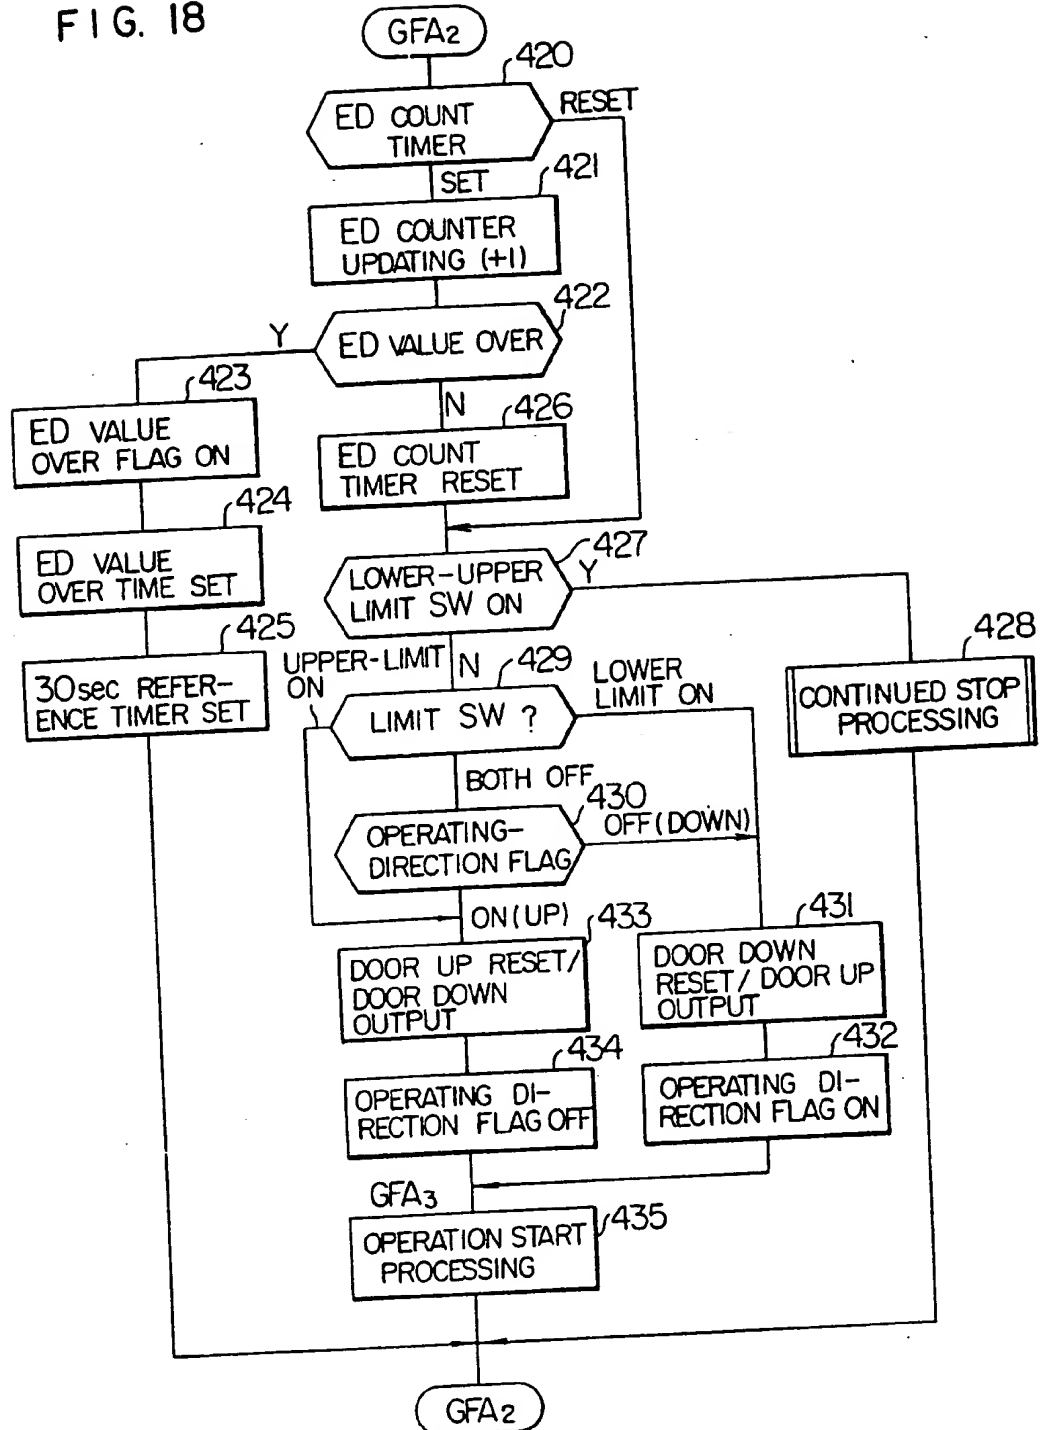 FIG. 18
GFA2
420
ED COUNT
TIMER
RESET
SET
421
ED COUNTER
UPDATING (+1)
422
ED VALUE OVER
Y
423
ED VALUE
OVER FLAG ON
N
426
ED COUNT
TIMER RESET
424
ED VALUE
OVER TIME SET
427
LOWER-UPPER
LIMIT SW ON
Y
425
30sec REFER-
ENCE TIMER SET
428
CONTINUED STOP
PROCESSING
UPPER-LIMIT
ON
N
429
LIMIT SW ?
LOWER
LIMIT ON
BOTH OFF
430
OPERATING-
DIRECTION FLAG
OFF (DOWN)
ON (UP)
433
DOOR UP RESET/
DOOR DOWN
OUTPUT
431
DOOR DOWN
RESET/DOOR UP
OUTPUT
434
OPERATING DI-
RECTION FLAG OFF
432
OPERATING DI-
RECTION FLAG ON
GFA3
435
OPERATION START
PROCESSING
GFA2